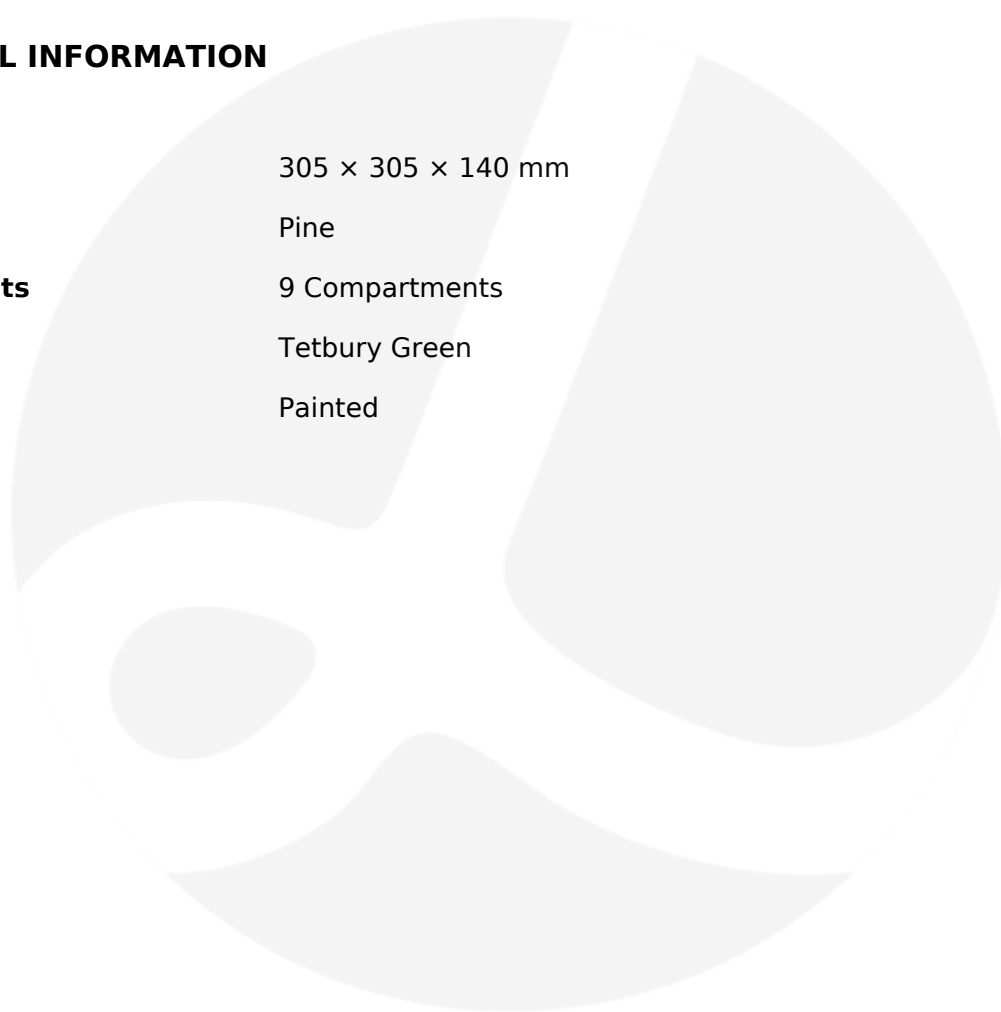 L INFORMATION
305 × 305 × 140 mm
Pine
ts 9 Compartments
Tetbury Green
Painted